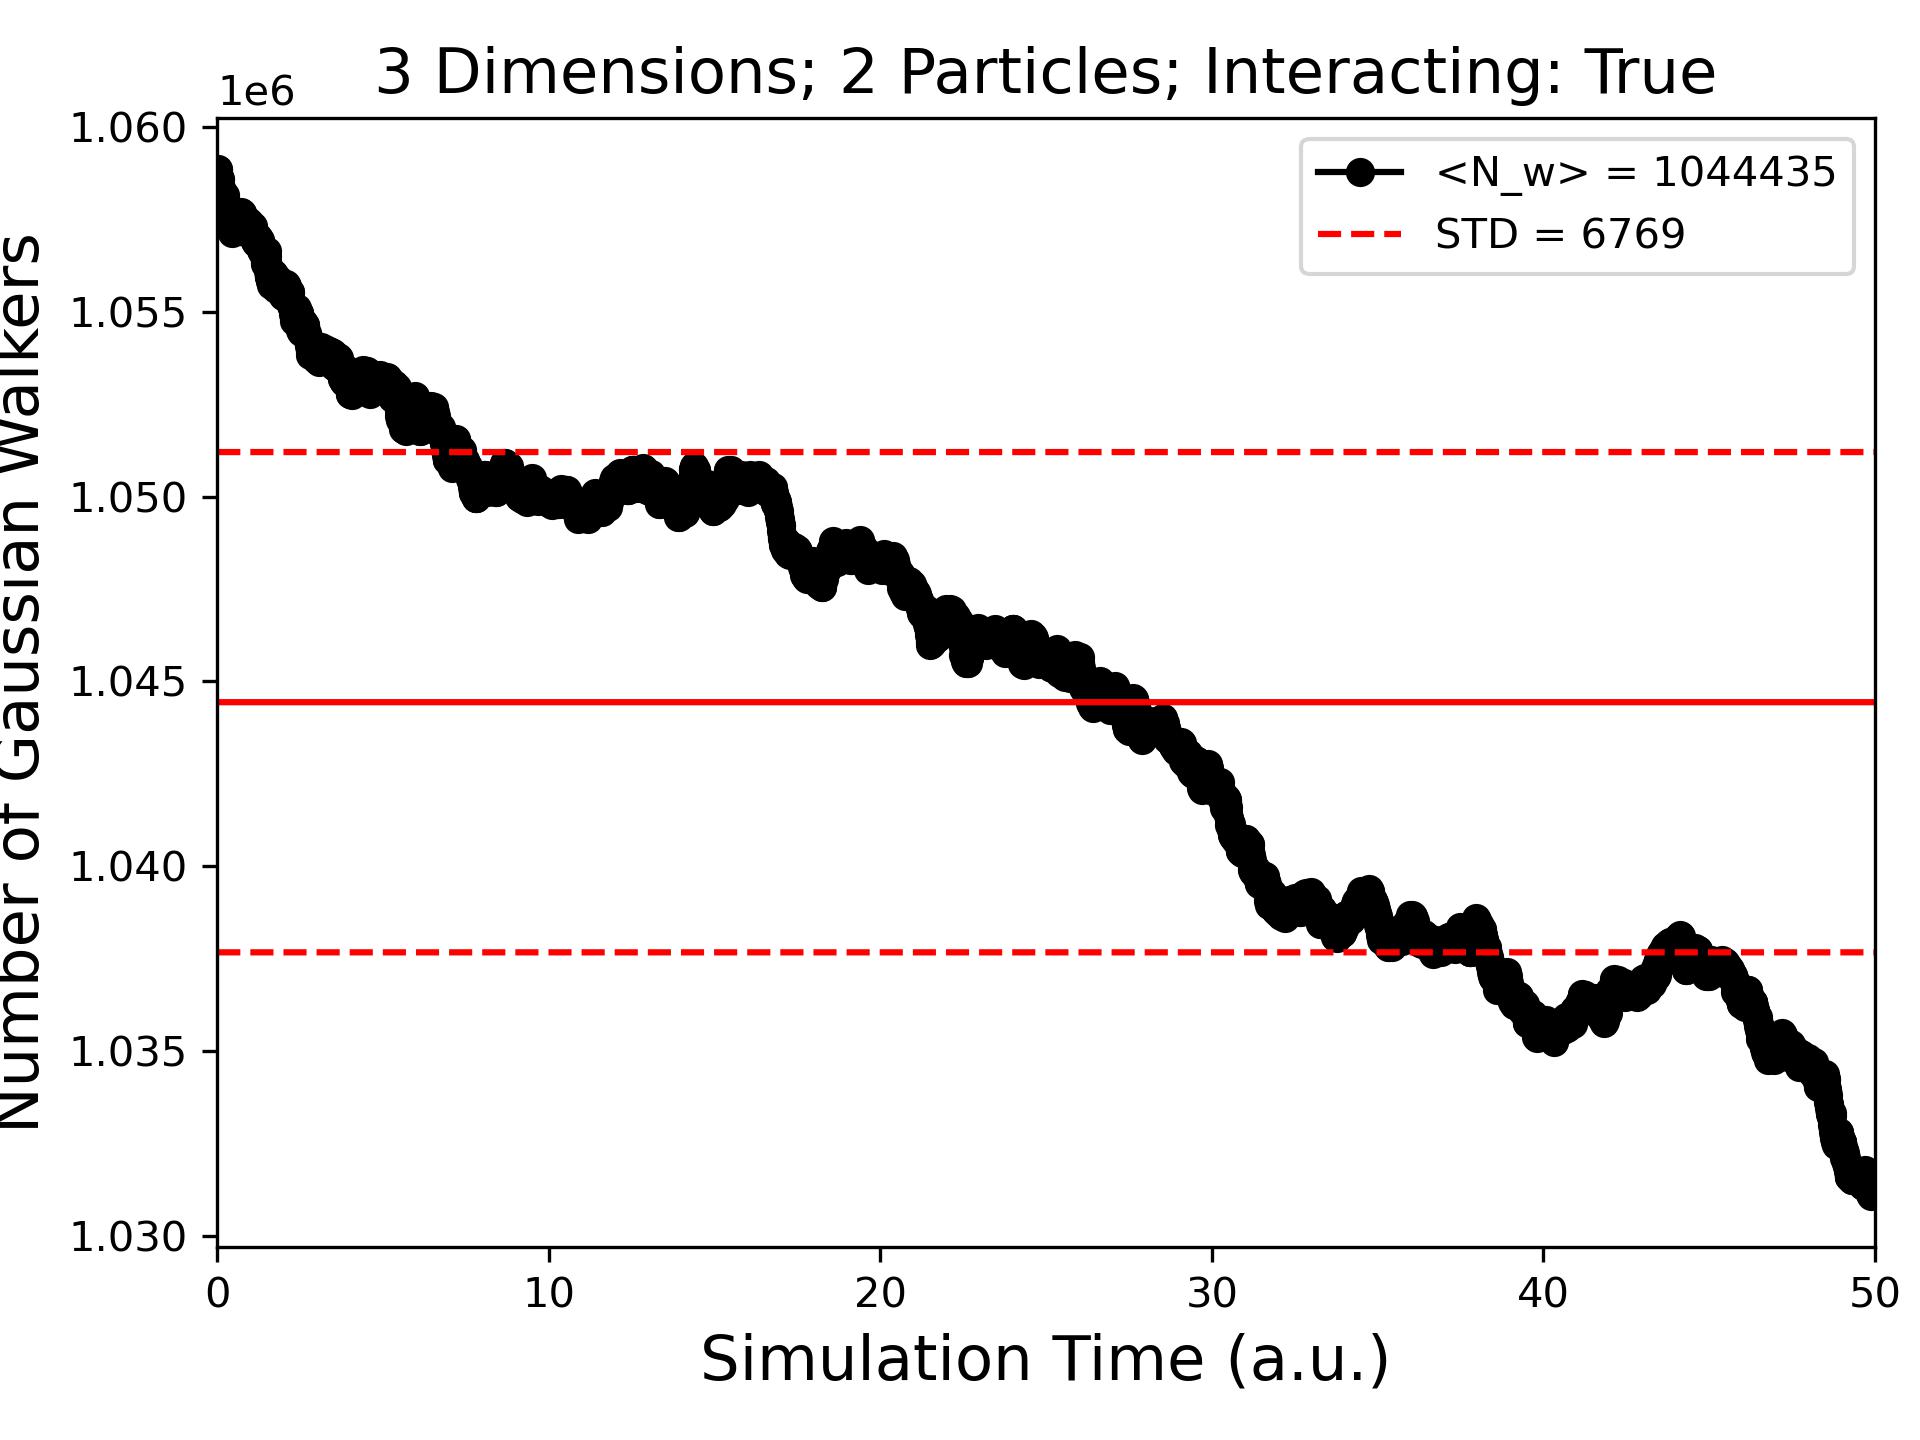 3 Dimensions; 2 Particles; Interacting: True
1e6
<N_w> = 1044435
STD = 6769
1.060
1.055
1.050
1.045
1.040
1.035
1.030
Number of Gaussian Walkers
0 10 20 30 40 50
Simulation Time (a.u.)